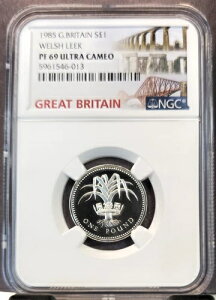 1985 G.BRITAIN S£1
WELSH LEEK
PF 69 ULTRA CAMEO
5961546-013
GREAT BRITAIN
NGC
ONE POUND